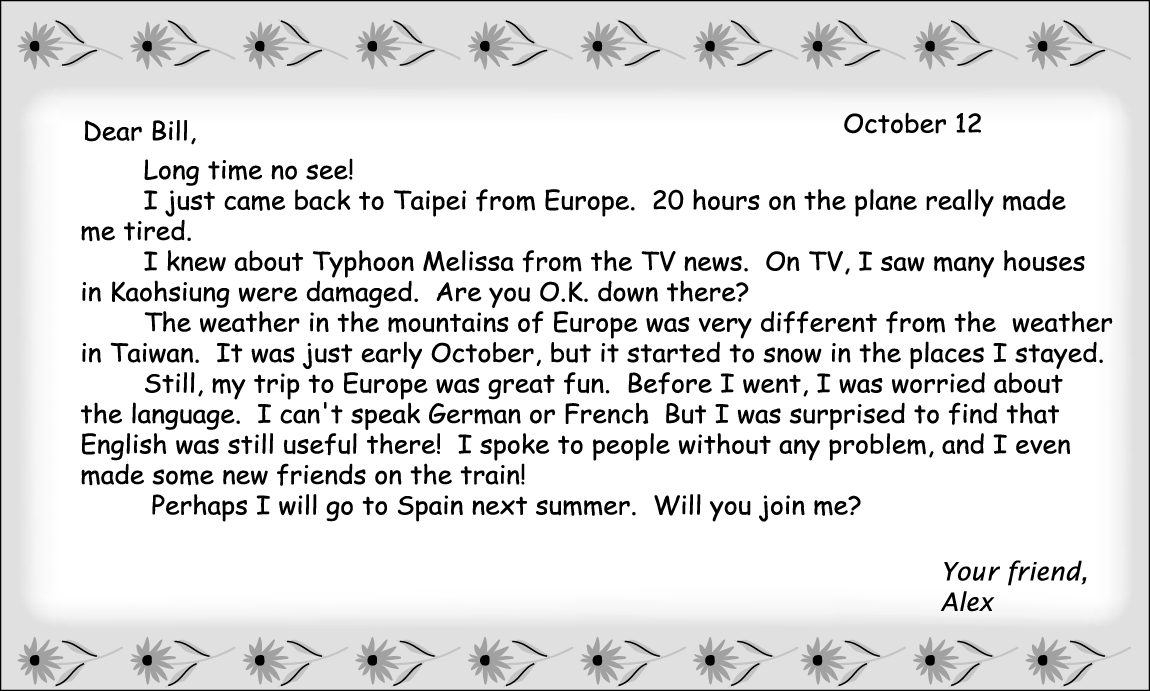 October 12
Dear Bill,
Long time no see!
I just came back to Taipei from Europe. 20 hours on the plane really made
me tired.
I knew about Typhoon Melissa from the TV news. On TV, I saw many houses
in Kaohsiung were damaged. Are you O.K. down there?
The weather in the mountains of Europe was very different from the weather
in Taiwan. It was just early October, but it started to snow in the places I stayed.
Still, my trip to Europe was great fun. Before I went, I was worried about
the language. I can't speak German or French. But I was surprised to find that
English was still useful there! I spoke to people without any problem, and I even
made some new friends on the train!
Perhaps I will go to Spain next summer. Will you join me?
Your friend,
Alex